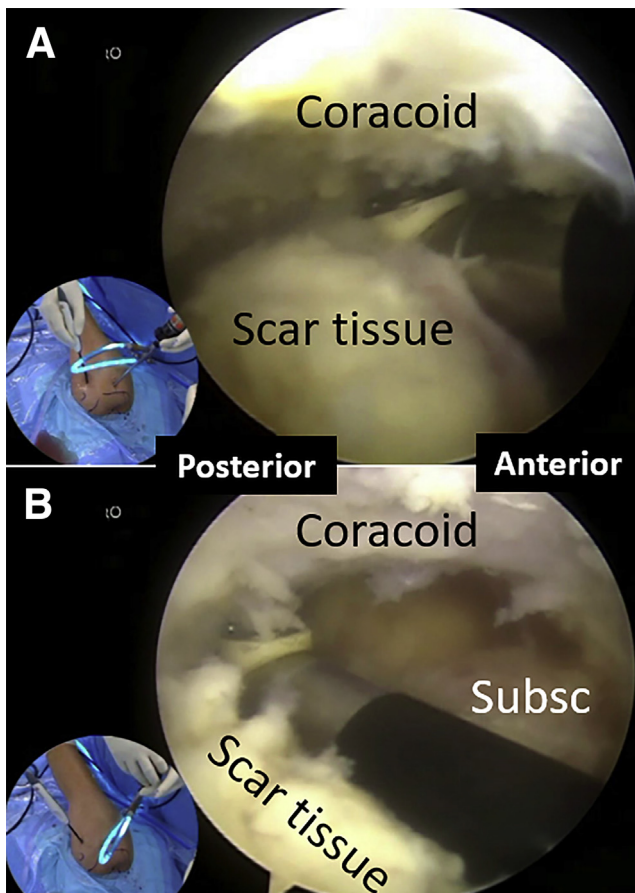 A
Coracoid
Scar tissue
Posterior
Anterior
B
Coracoid
Subsc
Scar tissue